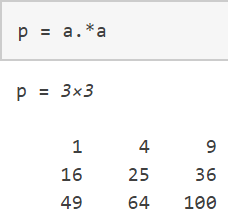 p = a.*a
p = 3×3
1 4 9
16 25 36
49 64 100